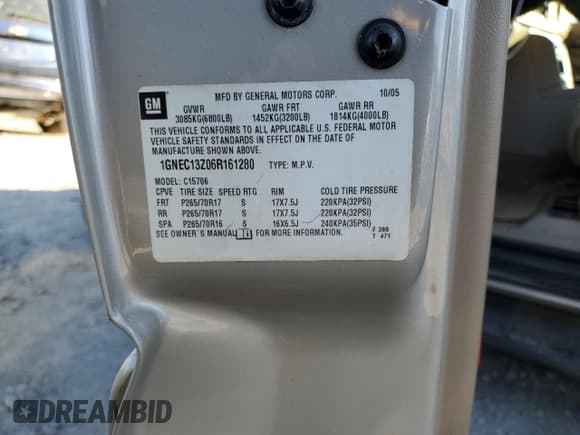 GM
MFD BY GENERAL MOTORS CORP. 10/05
GVWR GAWR FRT GAWR RR
3085KG(6800LB) 1452KG(3200LB) 1814KG(4000LB)
THIS VEHICLE CONFORMS TO ALL APPLICABLE U.S. FEDERAL MOTOR
VEHICLE SAFETY STANDARDS IN EFFECT ON THE DATE OF
MANUFACTURE SHOWN ABOVE.
1GNEC13Z06R161280 TYPE: M.P.V.
MODEL: C15706
CPVE TIRE SIZE SPEED RTG RIM COLD TIRE PRESSURE
FRT P265/70R17 S 17X7.5J 220KPA(32PSI)
RR P265/70R17 S 17X7.5J 220KPA(32PSI)
SPA P265/70R16 S 16X6.5J 240KPA(35PSI)
SEE OWNER'S MANUAL FOR MORE INFORMATION.
F 380
T 471
DREAMBID